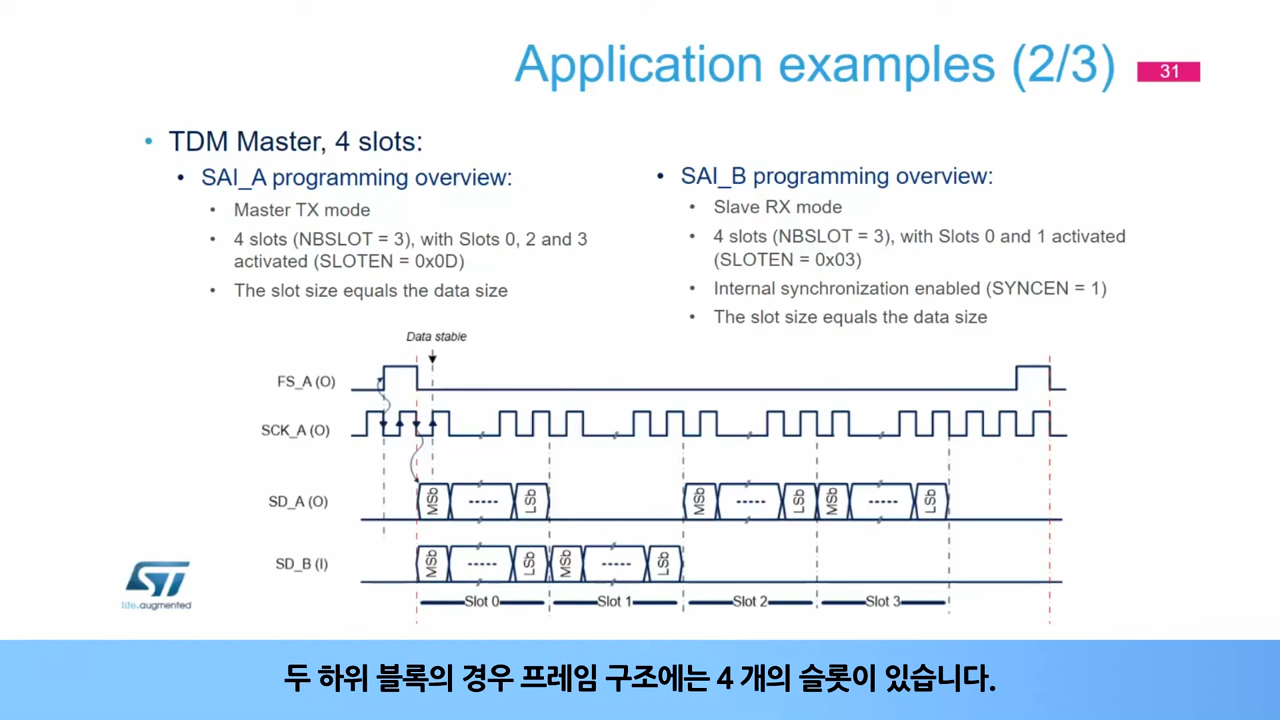 Application examples (2/3)
31
• TDM Master, 4 slots:
• SAI_A programming overview:
• Master TX mode
• 4 slots (NBSLOT = 3), with Slots 0, 2 and 3
activated (SLOTEN = 0x0D)
• The slot size equals the data size
• SAI_B programming overview:
• Slave RX mode
• 4 slots (NBSLOT = 3), with Slots 0 and 1 activated
(SLOTEN = 0x03)
• Internal synchronization enabled (SYNCEN = 1)
• The slot size equals the data size
Data stable
FS_A (O)
SCK_A (O)
SD_A (O)
MSb
LSb
MSb
LSb
MSb
LSb
SD_B (I)
MSb
LSb
MSb
LSb
Slot 0
Slot 1
Slot 2
Slot 3
ST
life.augmented
두 하위 블록의 경우 프레임 구조에는 4 개의 슬롯이 있습니다.